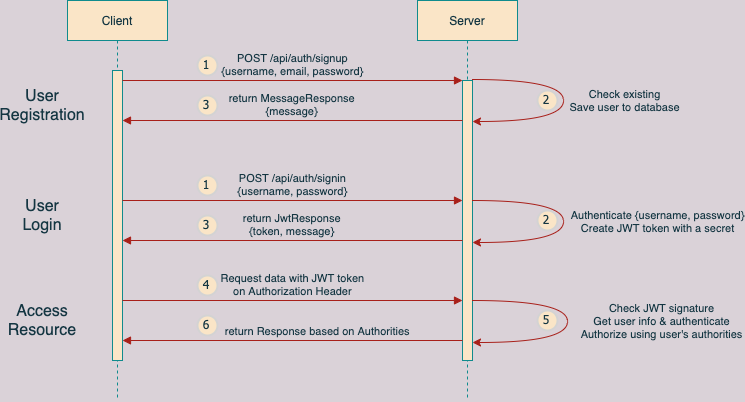 Client
Server
1
POST /api/auth/signup
{username, email, password}
User
Registration
3
return MessageResponse
{message}
2
Check existing
Save user to database
1
POST /api/auth/signin
{username, password}
User
Login
3
return JwtResponse
{token, message}
2
Authenticate {username, password}
Create JWT token with a secret
4
Request data with JWT token
on Authorization Header
Access
Resource
6
return Response based on Authorities
5
Check JWT signature
Get user info & authenticate
Authorize using user's authorities